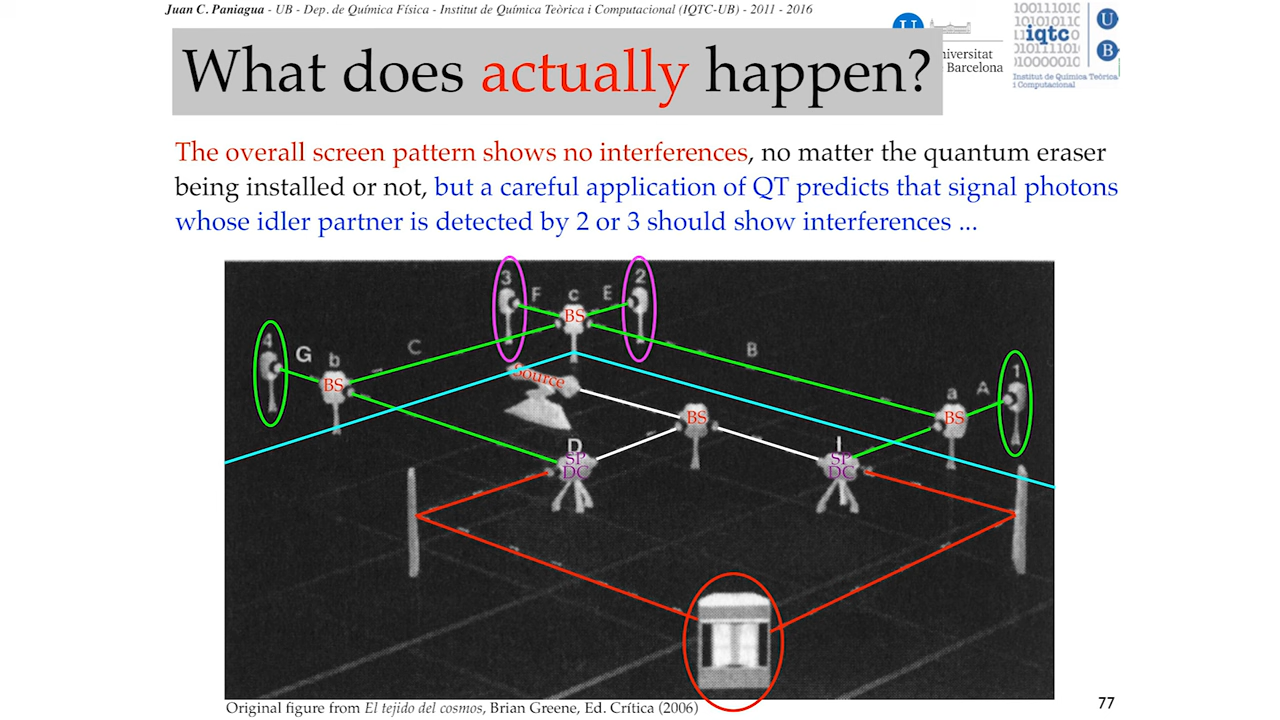 Juan C. Paniagua - UB - Dep. de Química Física - Institut de Química Teòrica i Computacional (IQTC-UB) - 2011 - 2016
What does actually happen?
U
Barcelona
iqtc
U
B
Institut de Química Teòrica
i Computacional
The overall screen pattern shows no interferences, no matter the quantum eraser
being installed or not, but a careful application of QT predicts that signal photons
whose idler partner is detected by 2 or 3 should show interferences ...
3 F c E 2
BS
4 G b C B a A 1
BS Source BS BS
D I
SP SP
DC DC
Original figure from El tejido del cosmos, Brian Greene, Ed. Crítica (2006)
77